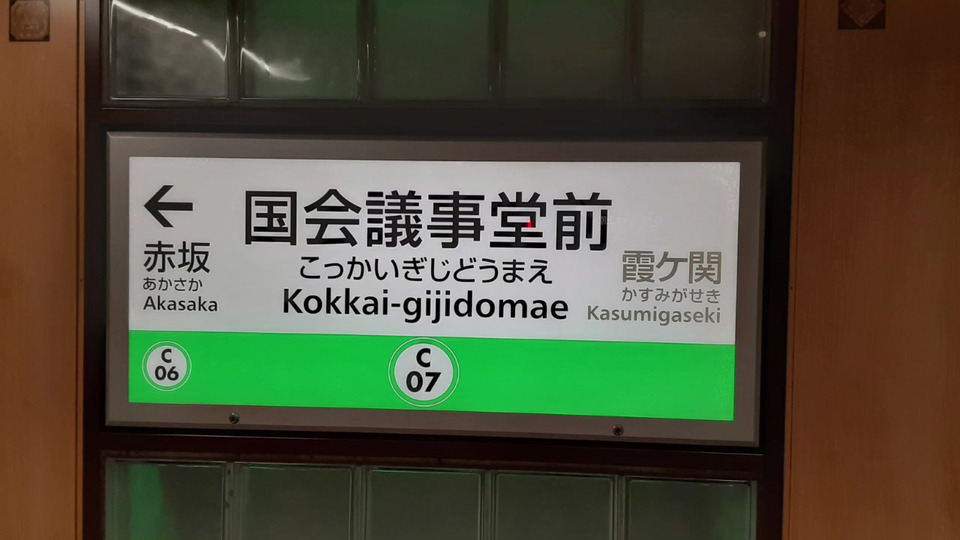 ←
国会議事堂前
こっかいぎじどうまえ
Kokkai-gijidomae
赤坂
あかさか
Akasaka
霞ケ関
かすみがせき
Kasumigaseki
C
06
C
07